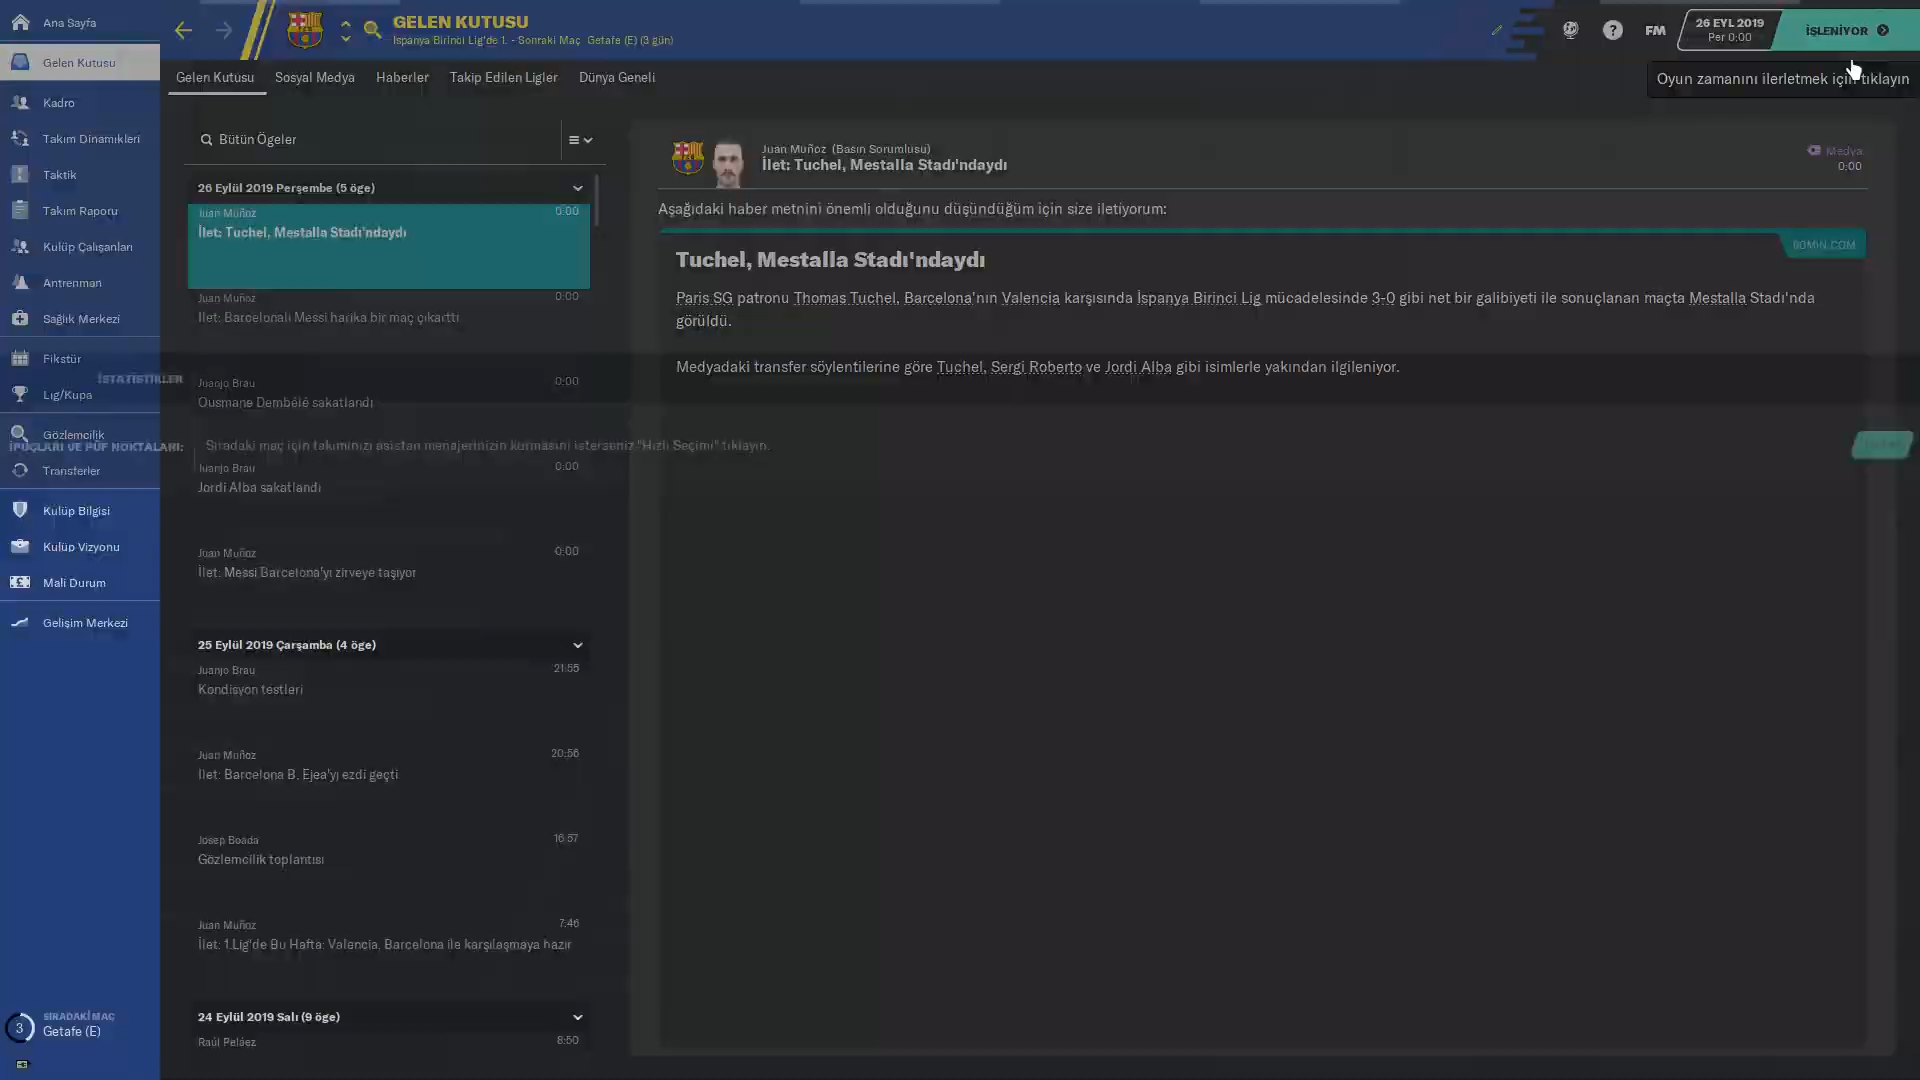 Ana Sayfa
Gelen Kutusu
Kadro
Takım Dinamikleri
Taktik
Takım Raporu
Kulüp Çalışanları
Antrenman
Sağlık Merkezi
Fikstür
Lig/Kupa
Gözlemcilik
Transferler
Kulüp Bilgisi
Kulüp Vizyonu
Mali Durum
Gelişim Merkezi
3
SIRADAKİ MAÇ
Getafe (E)
GELEN KUTUSU
İspanya Birinci Lig'de 1. - Sonraki Maç Getafe (E) (3 gün)
?
FM
26 EYL 2019
Per 0:00
İŞLENİYOR
Oyun zamanını ilerletmek için tıklayın
Gelen Kutusu
Sosyal Medya
Haberler
Takip Edilen Ligler
Dünya Geneli
Bütün Ögeler
26 Eylül 2019 Perşembe (5 öge)
Juan Muñoz
0:00
İlet: Tuchel, Mestalla Stadı'ndaydı
Juan Muñoz
0:00
İlet: Barcelonalı Messi harika bir maç çıkarttı
İSTATİSTİKLER
Juanjo Brau
0:00
Ousmane Dembélé sakatlandı
İPUÇLARI VE PÜF NOKTALARI:
Sıradaki maç için takımınızı asistan menajerinizin kurmasını isterseniz "Hızlı Seçimi" tıklayın.
Juanjo Brau
0:00
Jordi Alba sakatlandı
Juan Muñoz
0:00
İlet: Messi Barcelona'yı zirveye taşıyor
25 Eylül 2019 Çarşamba (4 öge)
Juanjo Brau
21:55
Kondisyon testleri
Juan Muñoz
20:56
İlet: Barcelona B, Ejea'yı ezdi geçti
Josep Boada
16:57
Gözlemcilik toplantısı
Juan Muñoz
7:46
İlet: 1.Lig'de Bu Hafta: Valencia, Barcelona ile karşılaşmaya hazır
24 Eylül 2019 Salı (9 öge)
Raúl Peláez
8:50
Juan Muñoz (Basın Sorumlusu)
İlet: Tuchel, Mestalla Stadı'ndaydı
Medya
0:00
Aşağıdaki haber metnini önemli olduğunu düşündüğüm için size iletiyorum:
90MIN.COM
Tuchel, Mestalla Stadı'ndaydı
Paris SG patronu Thomas Tuchel, Barcelona'nın Valencia karşısında İspanya Birinci Lig mücadelesinde 3-0 gibi net bir galibiyeti ile sonuçlanan maçta Mestalla Stadı'nda
görüldü.
Medyadaki transfer söylentilerine göre Tuchel, Sergi Roberto ve Jordi Alba gibi isimlerle yakından ilgileniyor.